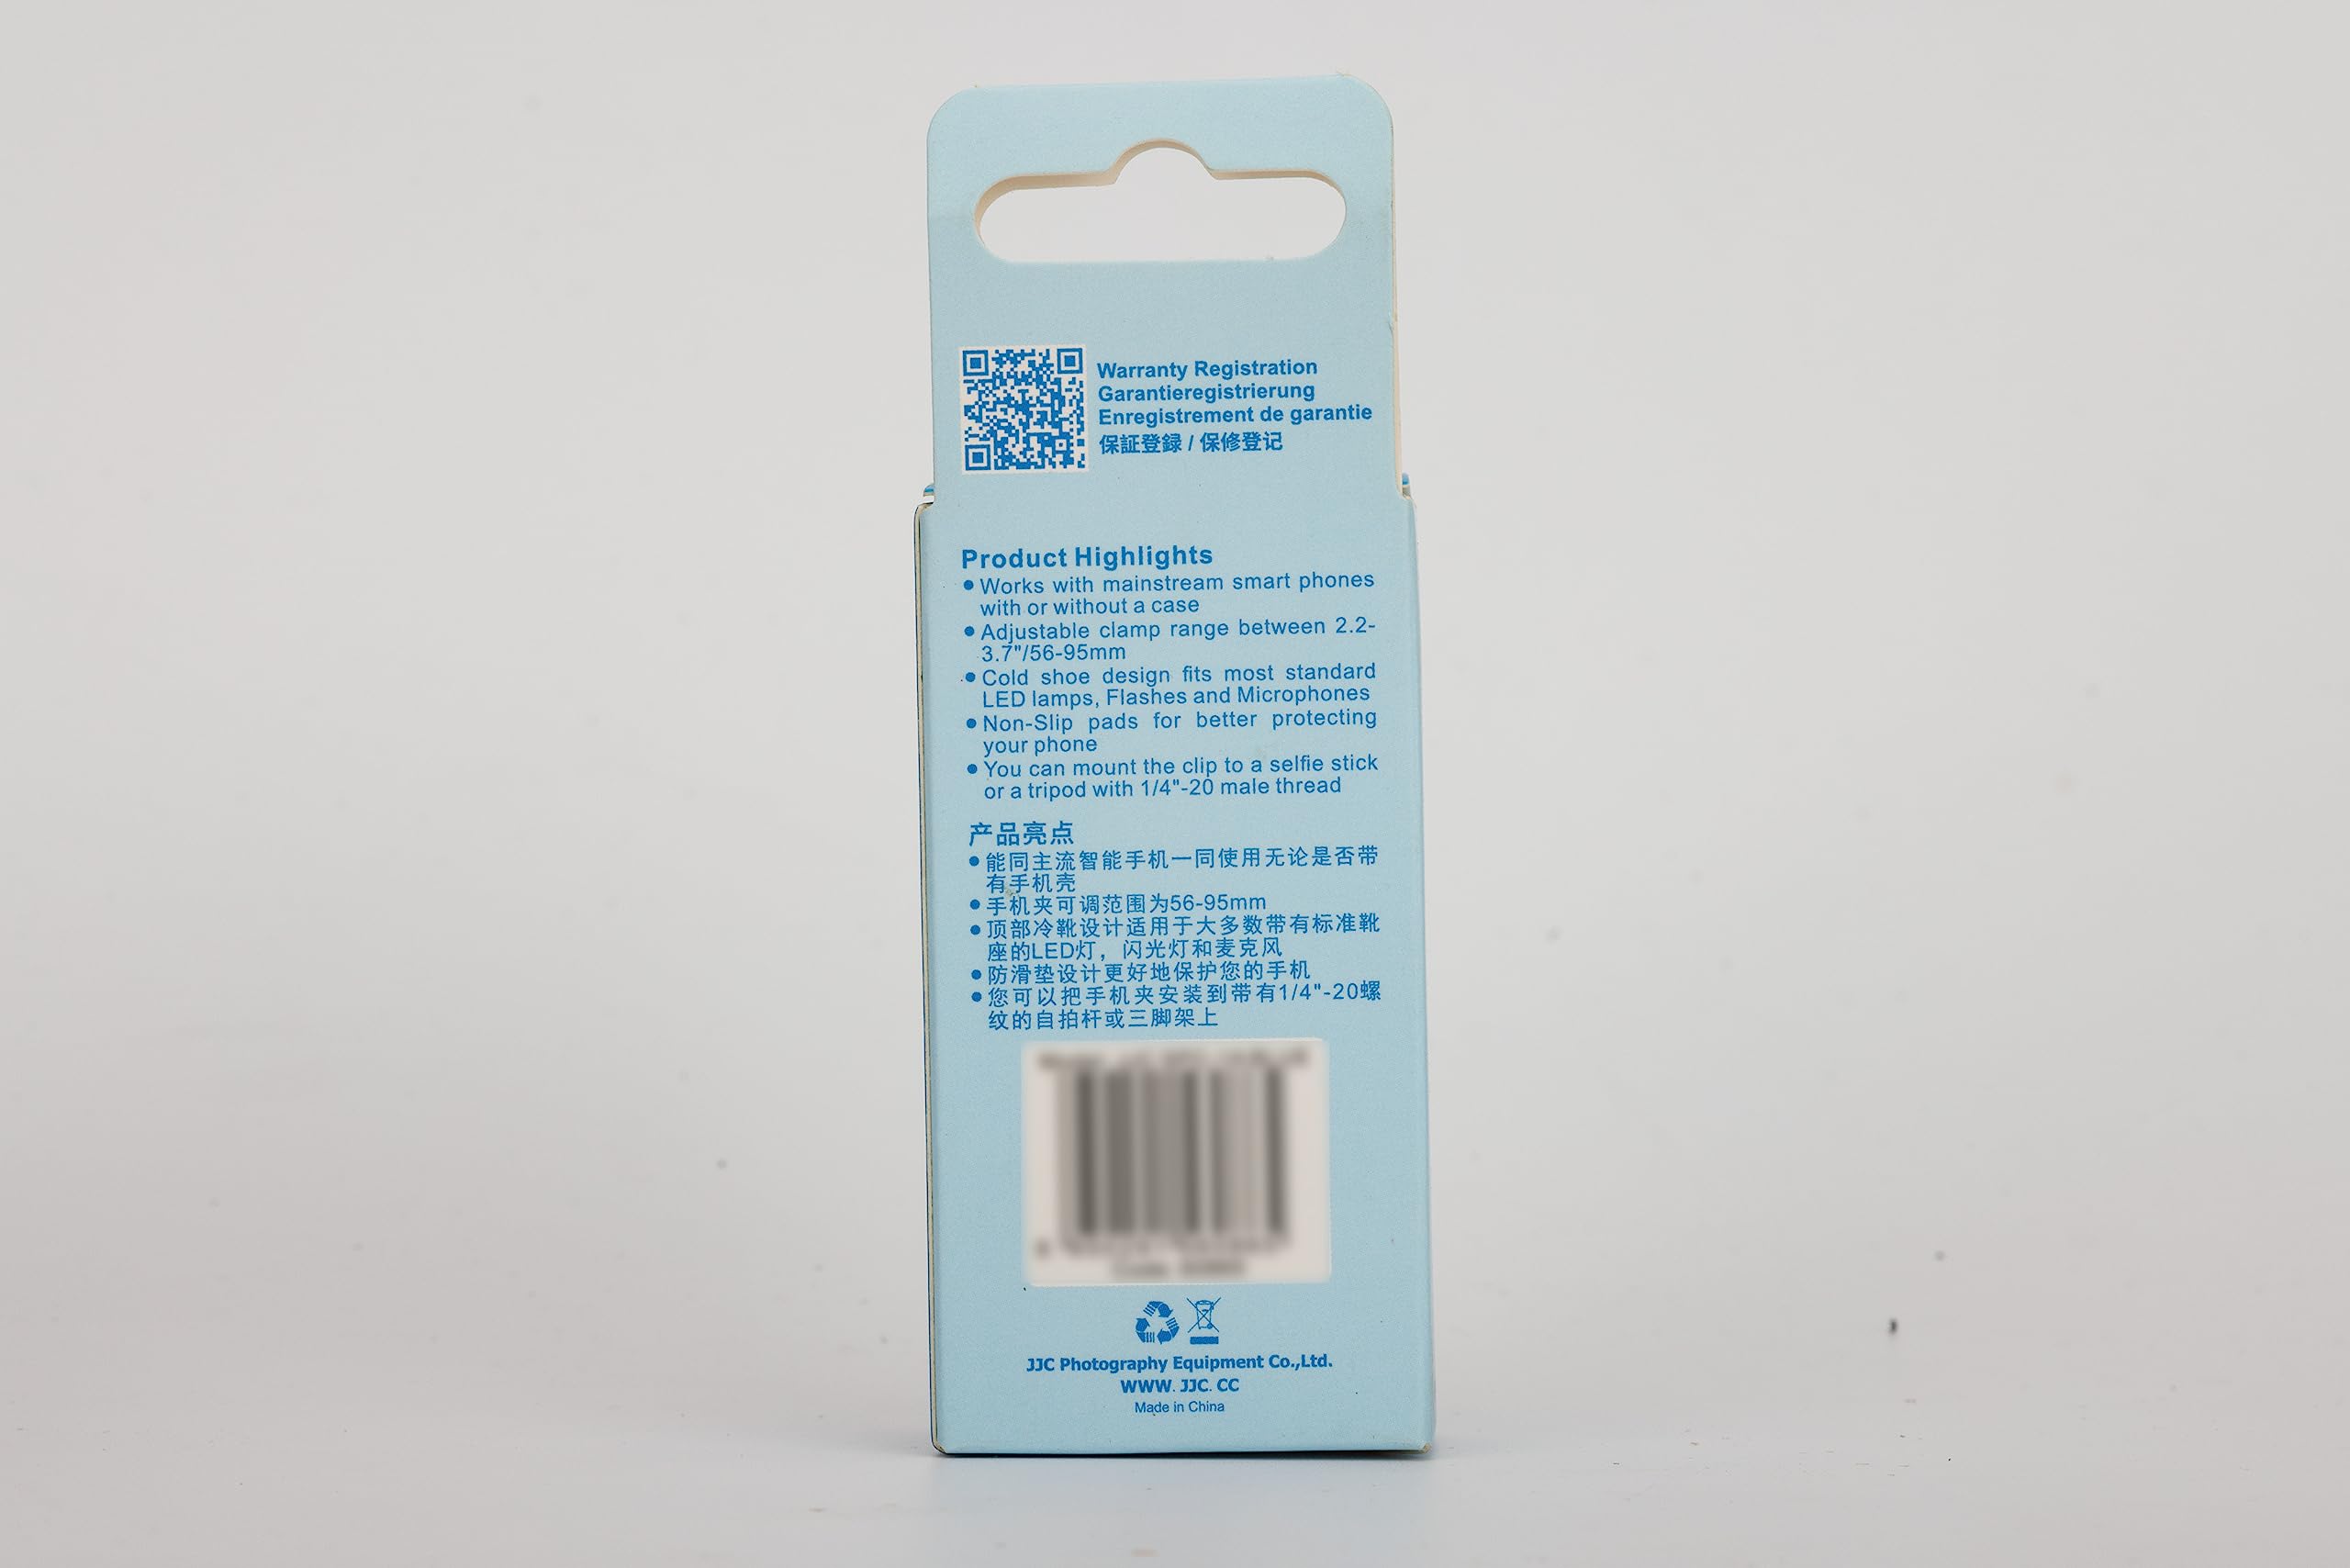 Warranty Registration
Garantieregistrierung
Enregistrement de garantie
保証登録 / 保修登记
Product Highlights
● Works with mainstream smart phones
with or without a case
● Adjustable clamp range between 2.2-
3.7"/56-95mm
● Cold shoe design fits most standard
LED lamps, Flashes and Microphones
● Non-Slip pads for better protecting
your phone
● You can mount the clip to a selfie stick
or a tripod with 1/4"-20 male thread
产品亮点
● 能同主流智能手机一同使用无论是否带
有手机壳
● 手机夹可调范围为56-95mm
● 顶部冷靴设计适用于大多数带有标准靴
座的LED灯，闪光灯和麦克风
● 防滑垫设计更好地保护您的手机
● 您可以把手机夹安装到带有1/4"-20螺
纹的自拍杆或三脚架上
JJC Photography Equipment Co.,Ltd.
WWW. JJC. CC
Made in China